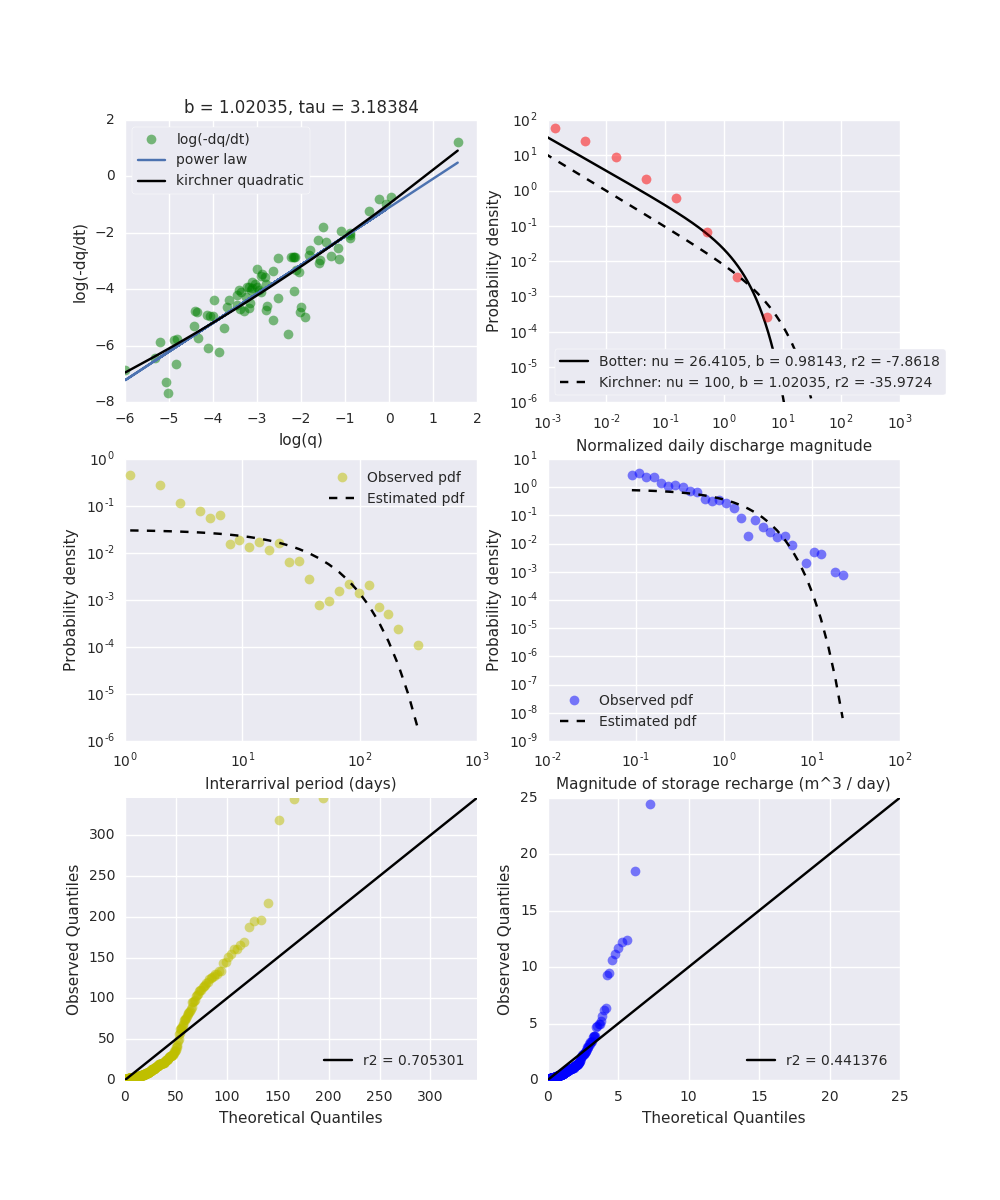 b = 1.02035, tau = 3.18384
2
0
−2
−4
−6
−8
log(-dq/dt)
log(-dq/dt)
power law
kirchner quadratic
−6 −5 −4 −3 −2 −1 0 1 2
log(q)
10^2
10^1
10^0
10^-1
10^-2
10^-3
10^-4
10^-5
10^-6
Probability density
Botter: nu = 26.4105, b = 0.98143, r2 = -7.8618
Kirchner: nu = 100, b = 1.02035, r2 = -35.9724
10^-3 10^-2 10^-1 10^0 10^1 10^2 10^3
Normalized daily discharge magnitude
10^0
10^-1
10^-2
10^-3
10^-4
10^-5
10^-6
Probability density
Observed pdf
Estimated pdf
10^0 10^1 10^2 10^3
Interarrival period (days)
10^1
10^0
10^-1
10^-2
10^-3
10^-4
10^-5
10^-6
10^-7
10^-8
10^-9
Probability density
Observed pdf
Estimated pdf
10^-2 10^-1 10^0 10^1 10^2
Magnitude of storage recharge (m^3 / day)
300
250
200
150
100
50
0
Observed Quantiles
r2 = 0.705301
0 50 100 150 200 250 300
Theoretical Quantiles
25
20
15
10
5
0
Observed Quantiles
r2 = 0.441376
0 5 10 15 20 25
Theoretical Quantiles